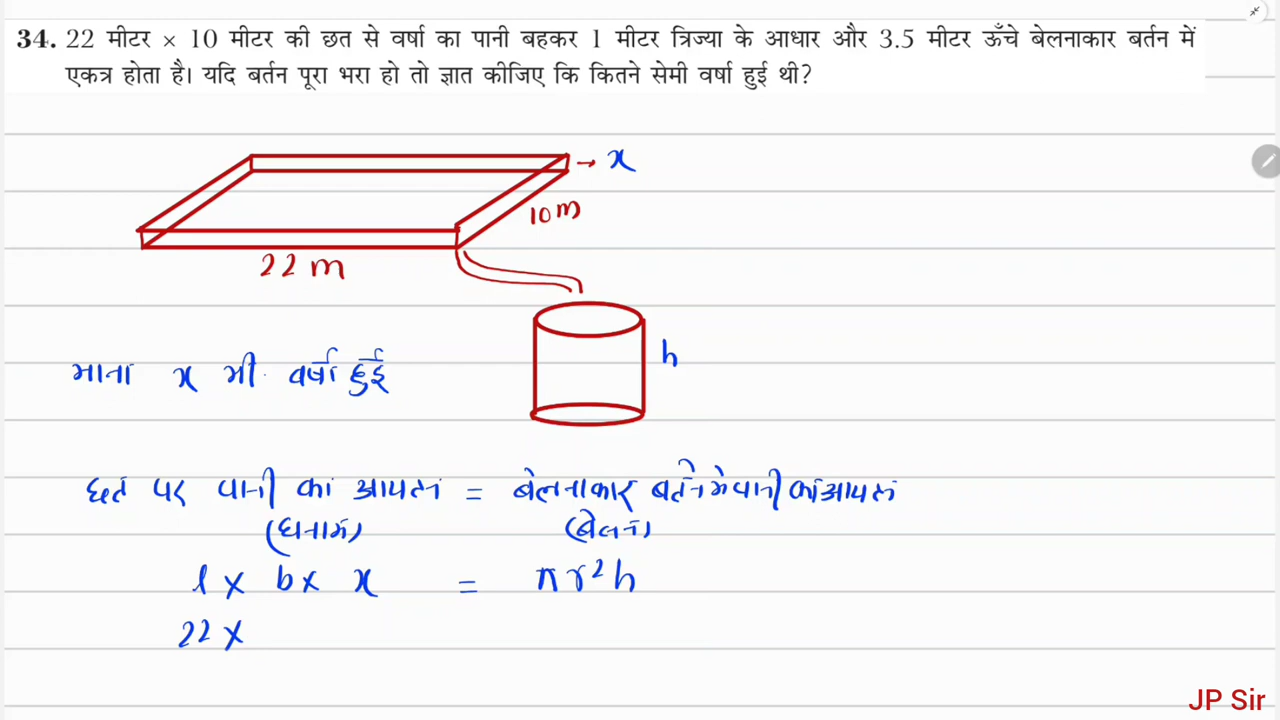 34. 22 मीटर × 10 मीटर की छत से वर्षा का पानी बहकर 1 मीटर त्रिज्या के आधार और 3.5 मीटर ऊँचे बेलनाकार बर्तन में
एकत्र होता है। यदि बर्तन पूरा भरा हो तो ज्ञात कीजिए कि कितने सेमी वर्षा हुई थी?
→ x
10 m
22 m
h
माना x मी. वर्षा हुई
छत पर पानी का आयतन = बेलनाकार बर्तन में पानी का आयतन
(घनाभ) (बेलन)
l × b × x = πr²h
22 ×
JP Sir